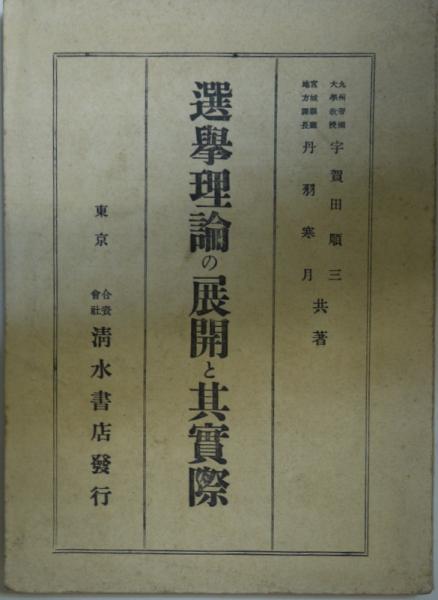 九州帝國大學教授 宇賀田順三
宮城縣廳地方課長 丹羽寒月
共著
選擧理論の展開と其實際
東京 合資會社 淸水書店發行